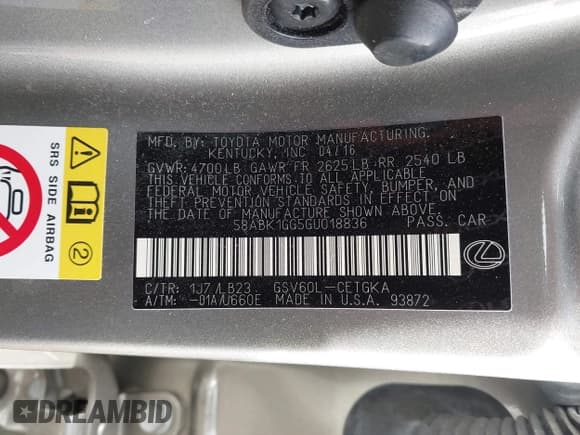 MFD. BY: TOYOTA MOTOR MANUFACTURING,
KENTUCKY, INC 04/16
GVWR: 4700LB GAWR FR 2625LB RR 2540 LB
THIS VEHICLE CONFORMS TO ALL APPLICABLE
FEDERAL MOTOR VEHICLE SAFETY, BUMPER, AND
THEFT PREVENTION STANDARDS IN EFFECT ON
THE DATE OF MANUFACTURE SHOWN ABOVE.
58ABK1GG5GU018836 PASS. CAR
C/TR: 1J7 /LB23 GSV60L-CETGKA
A/TM: -01A/U660E MADE IN U.S.A. 93872
SRS SIDE AIRBAG
2
DREAMBID